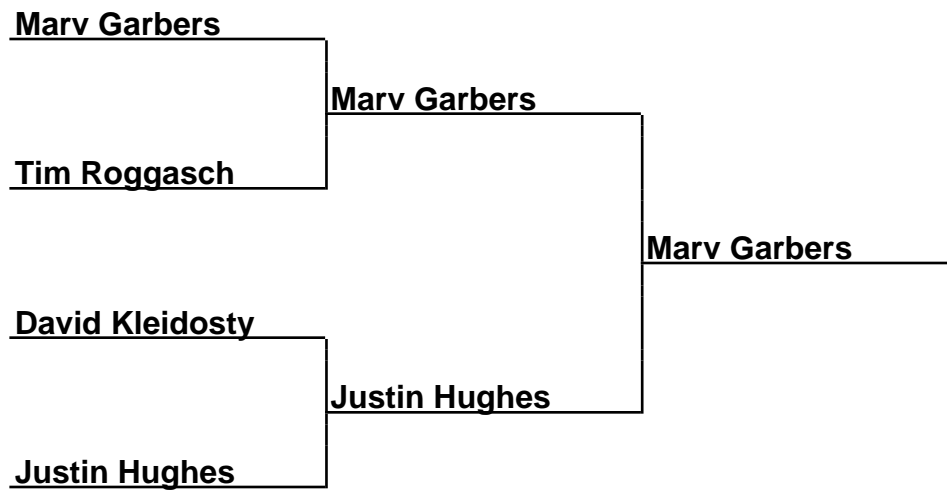 Marv Garbers
Marv Garbers
Tim Roggasch
Marv Garbers
David Kleidosty
Justin Hughes
Justin Hughes